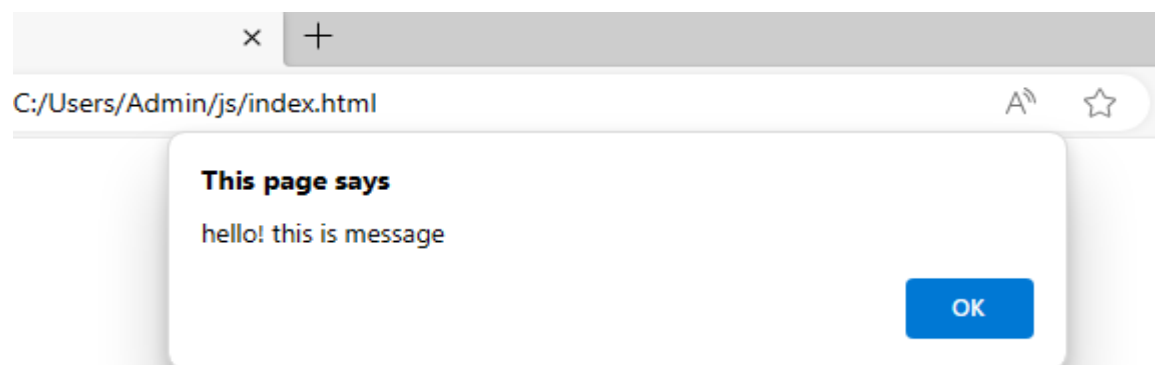 C:/Users/Admin/js/index.html
This page says
hello! this is message
OK